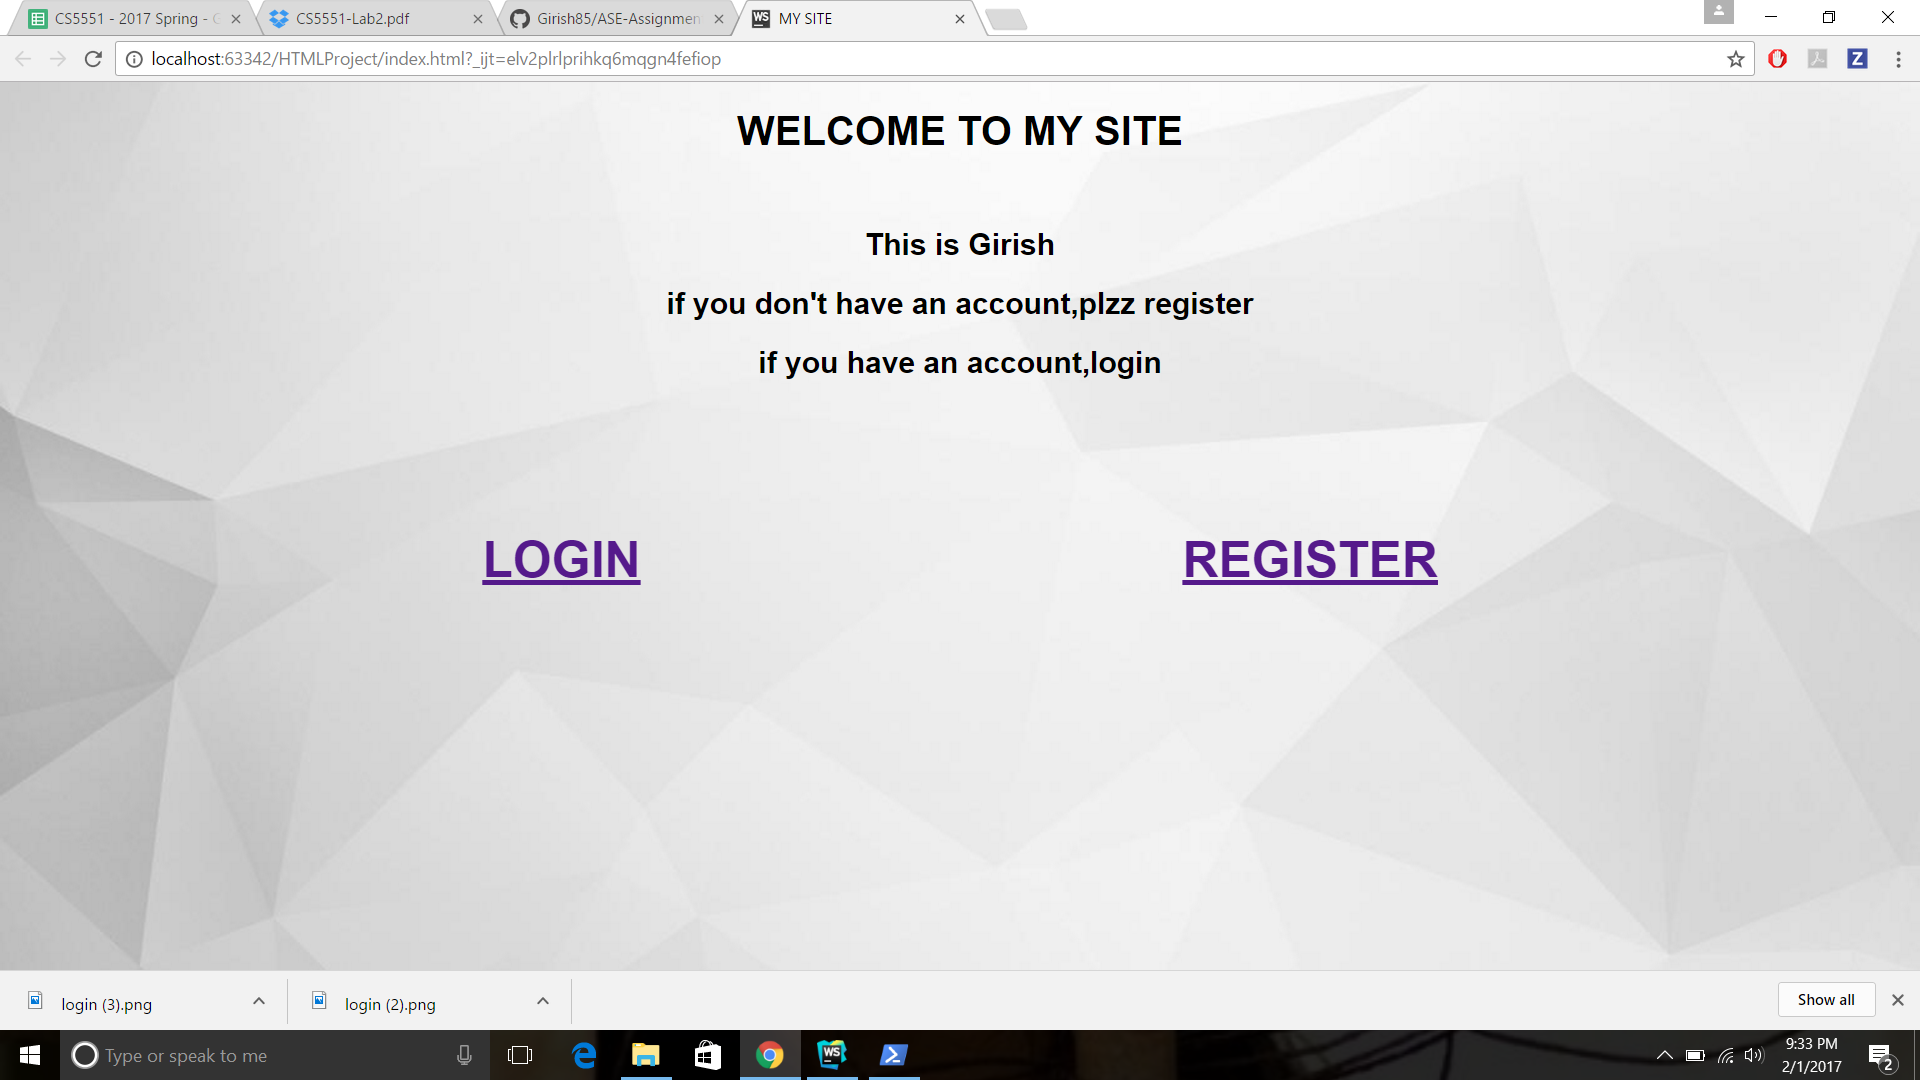 CS5551 - 2017 Spring - G
CS5551-Lab2.pdf
Girish85/ASE-Assignmen
WS MY SITE
localhost:63342/HTMLProject/index.html?_ijt=elv2plrlprihkq6mqgn4fefiop
Z
WELCOME TO MY SITE
This is Girish
if you don't have an account,plzz register
if you have an account,login
LOGIN REGISTER
login (3).png
login (2).png
Show all
Type or speak to me
WS
9:33 PM
2/1/2017
2